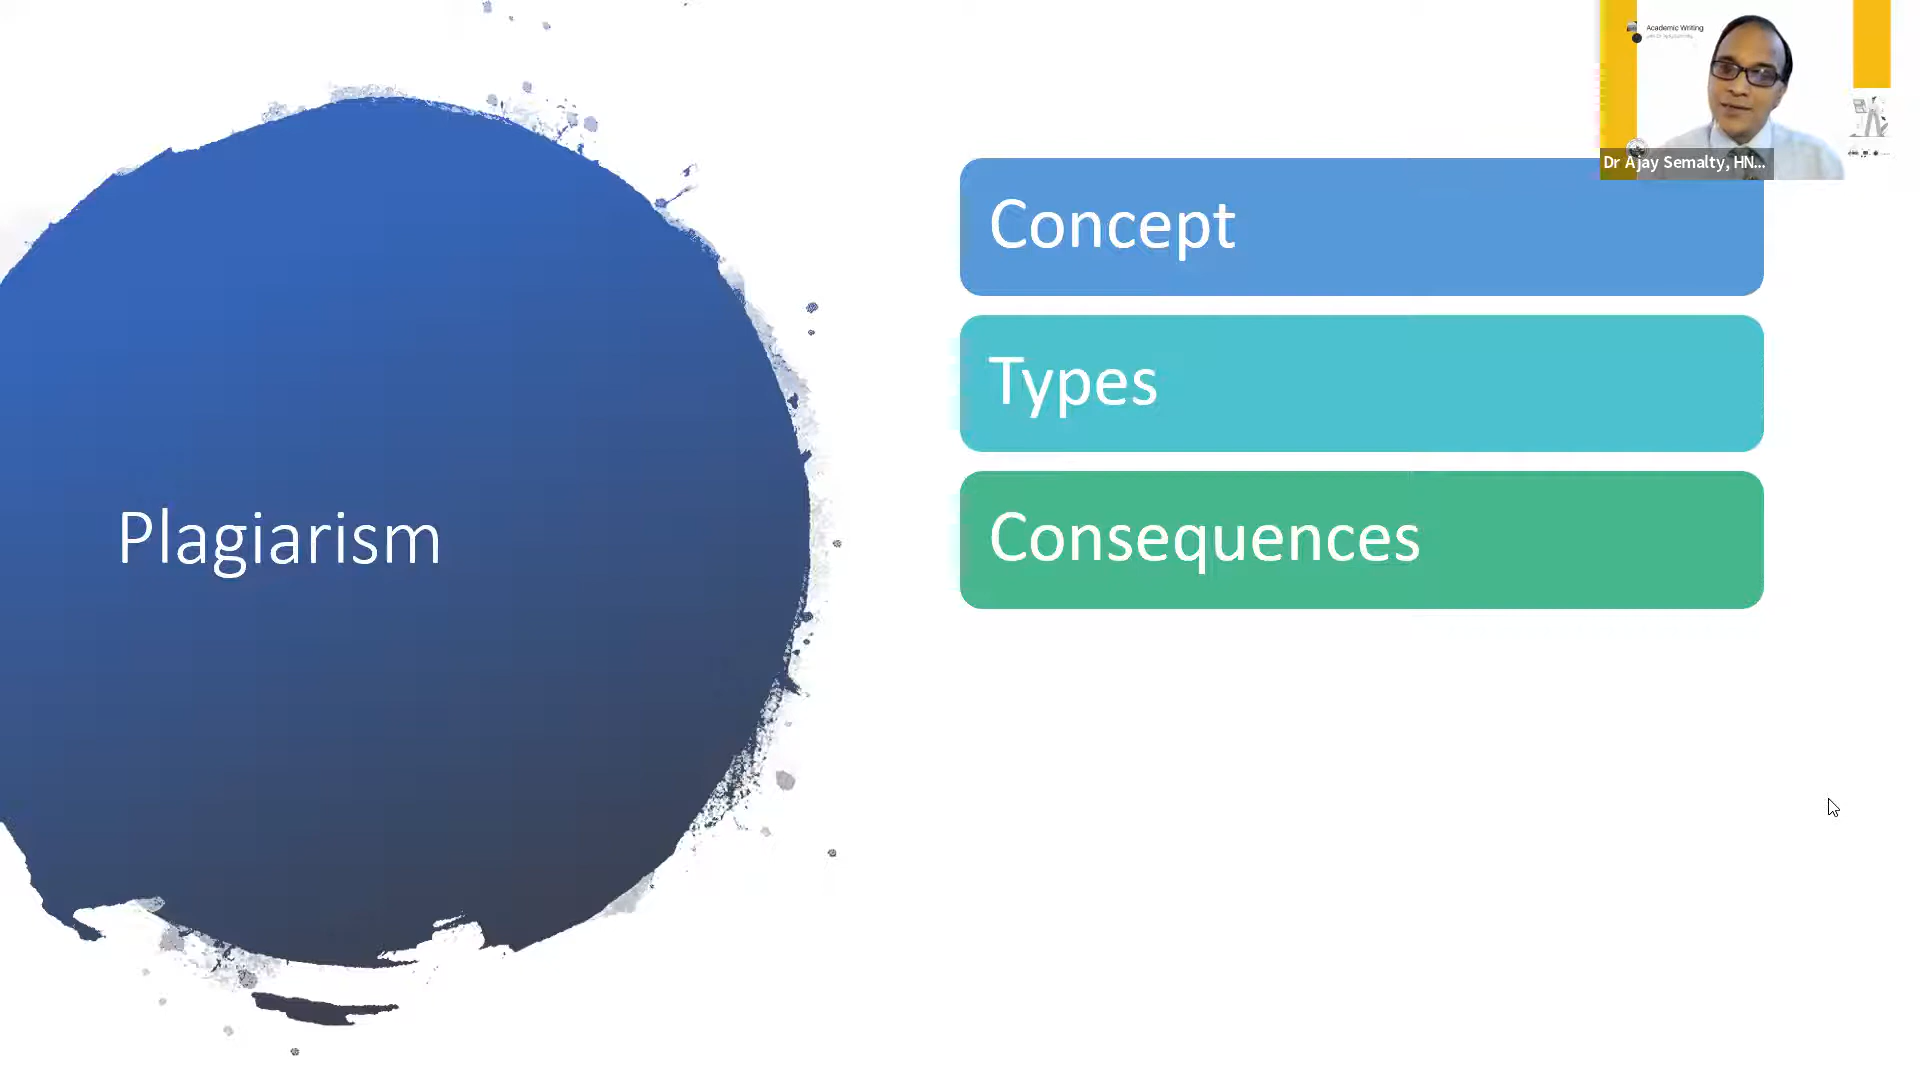 Plagiarism
Concept
Types
Consequences
Academic Writing
Dr Ajay Semalty, HN...